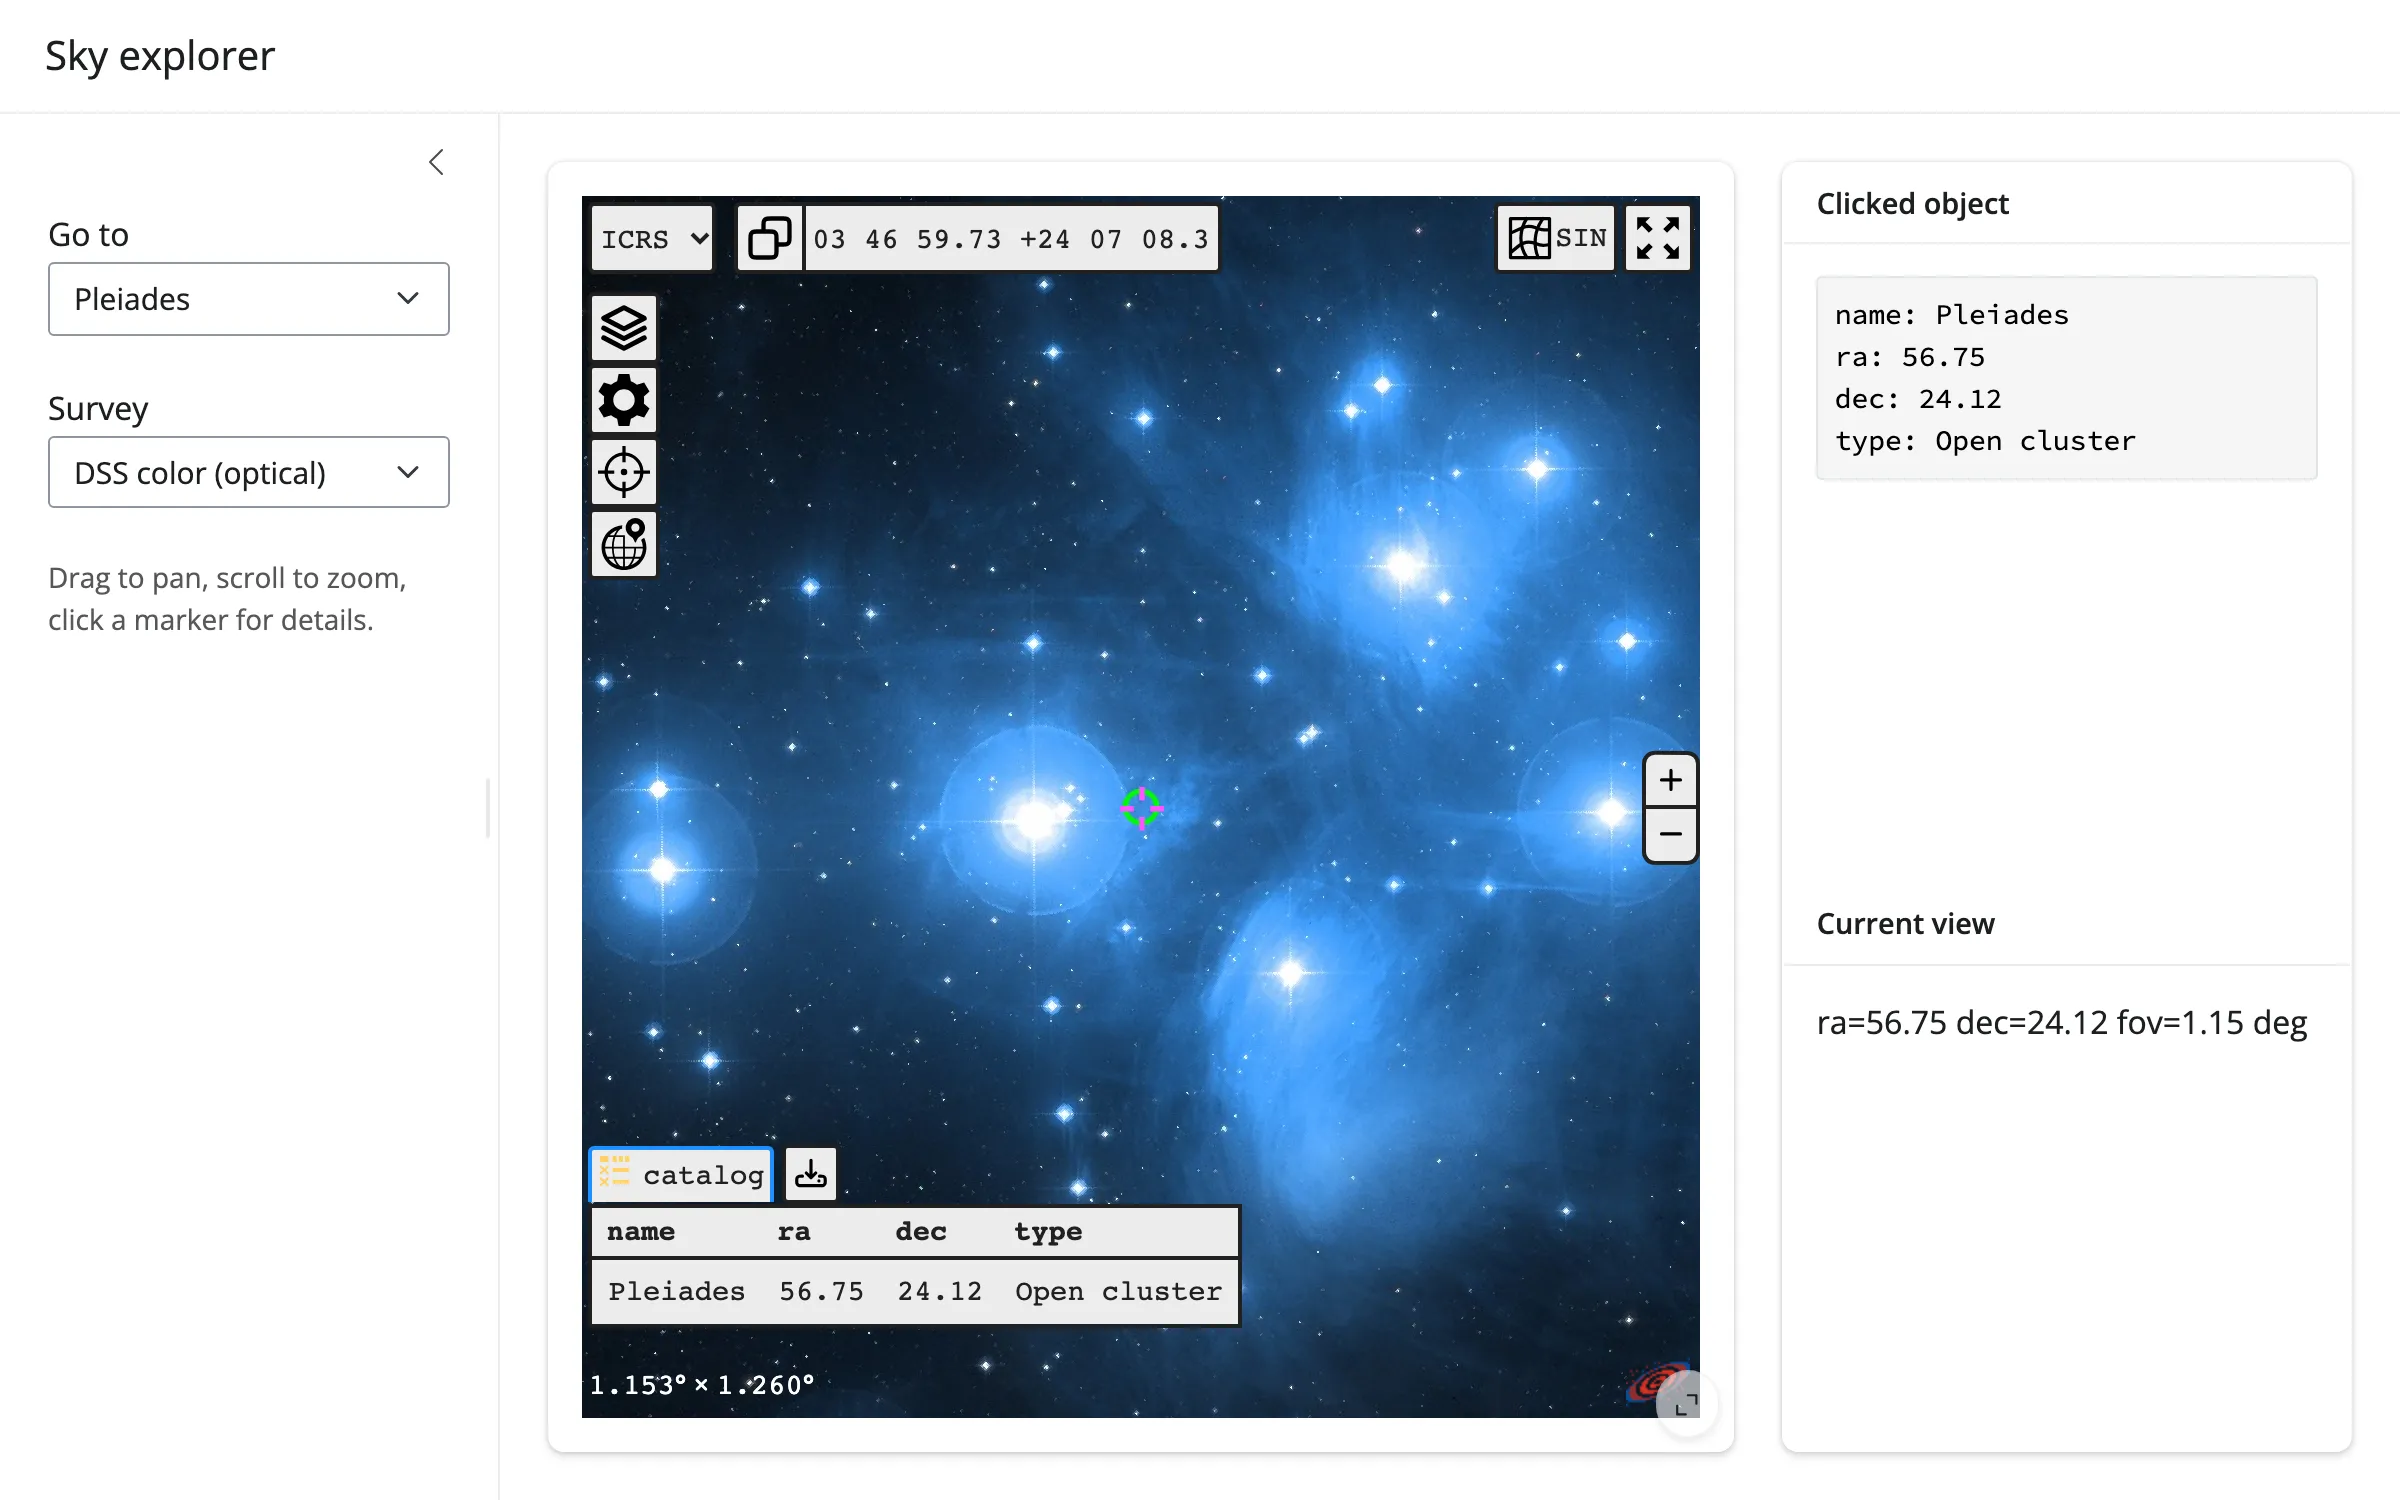 Sky explorer
Go to
Pleiades
Survey
DSS color (optical)
Drag to pan, scroll to zoom,
click a marker for details.
ICRS
03 46 59.73 +24 07 08.3
SIN
+
−
catalog
name ra dec type
Pleiades 56.75 24.12 Open cluster
1.153° × 1.260°
Clicked object
name: Pleiades
ra: 56.75
dec: 24.12
type: Open cluster
Current view
ra=56.75 dec=24.12 fov=1.15 deg